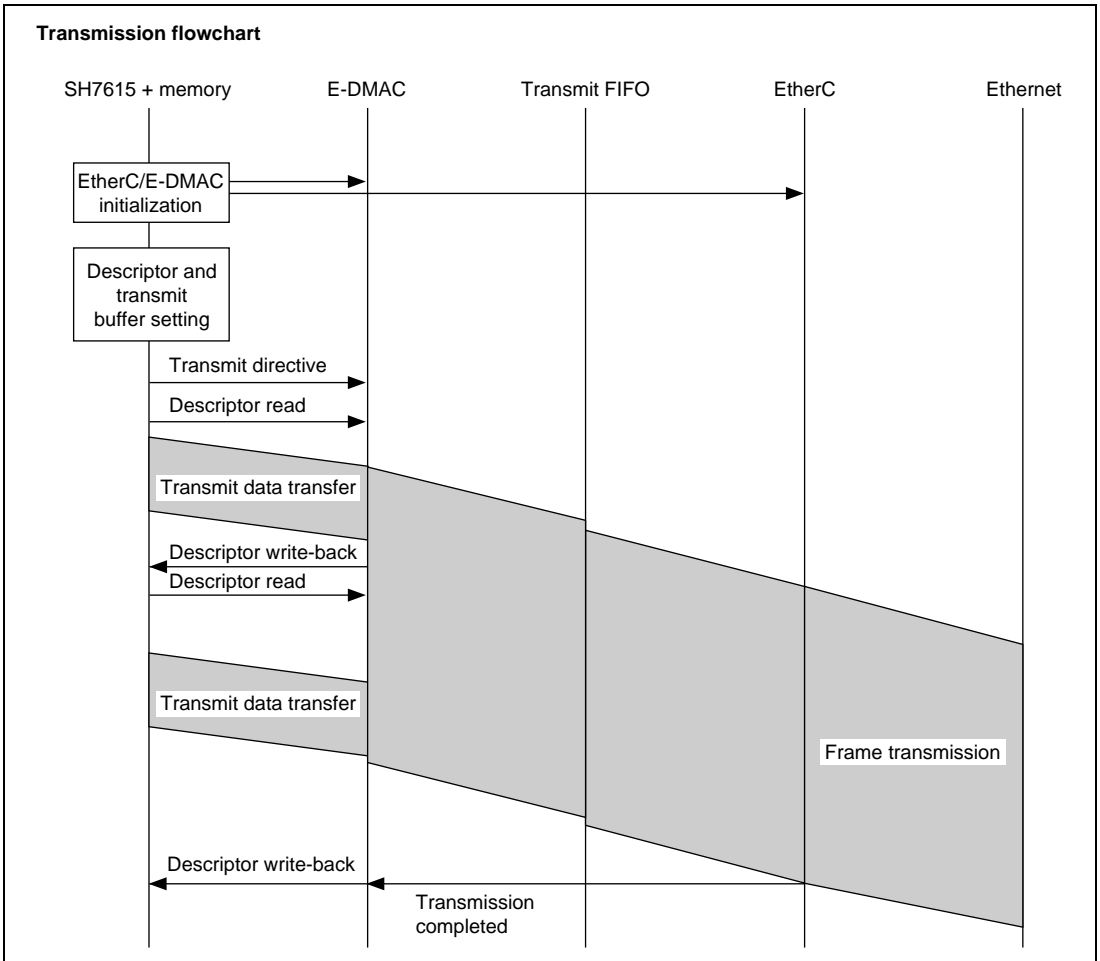 Transmission flowchart
SH7615 + memory
E-DMAC
Transmit FIFO
EtherC
Ethernet
EtherC/E-DMAC
initialization
Descriptor and
transmit
buffer setting
Transmit directive
Descriptor read
Transmit data transfer
Descriptor write-back
Descriptor read
Transmit data transfer
Frame transmission
Descriptor write-back
Transmission
completed